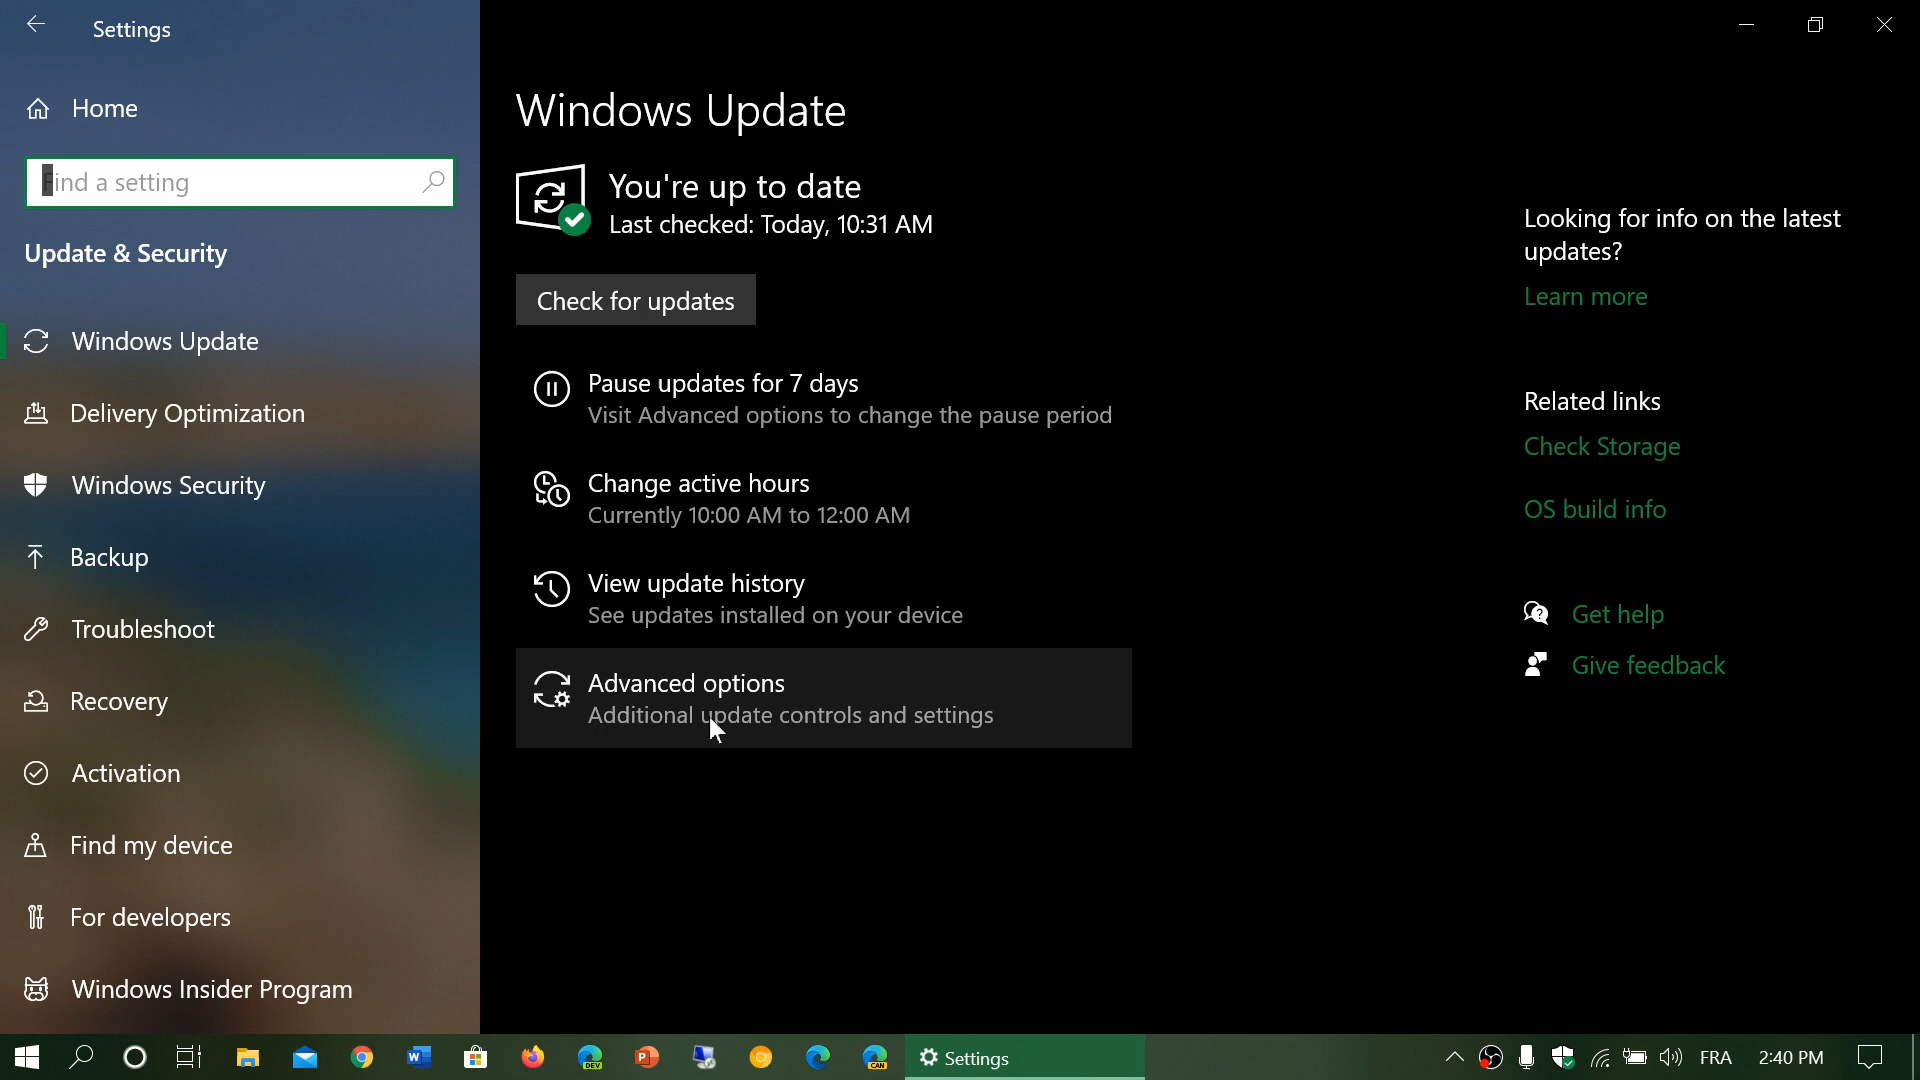 Settings
Home
Find a setting
Update & Security
Windows Update
Delivery Optimization
Windows Security
Backup
Troubleshoot
Recovery
Activation
Find my device
For developers
Windows Insider Program
Windows Update
You're up to date
Last checked: Today, 10:31 AM
Check for updates
Pause updates for 7 days
Visit Advanced options to change the pause period
Change active hours
Currently 10:00 AM to 12:00 AM
View update history
See updates installed on your device
Advanced options
Additional update controls and settings
Looking for info on the latest
updates?
Learn more
Related links
Check Storage
OS build info
Get help
Give feedback
W
DEV
P
CAN
Settings
FRA
2:40 PM